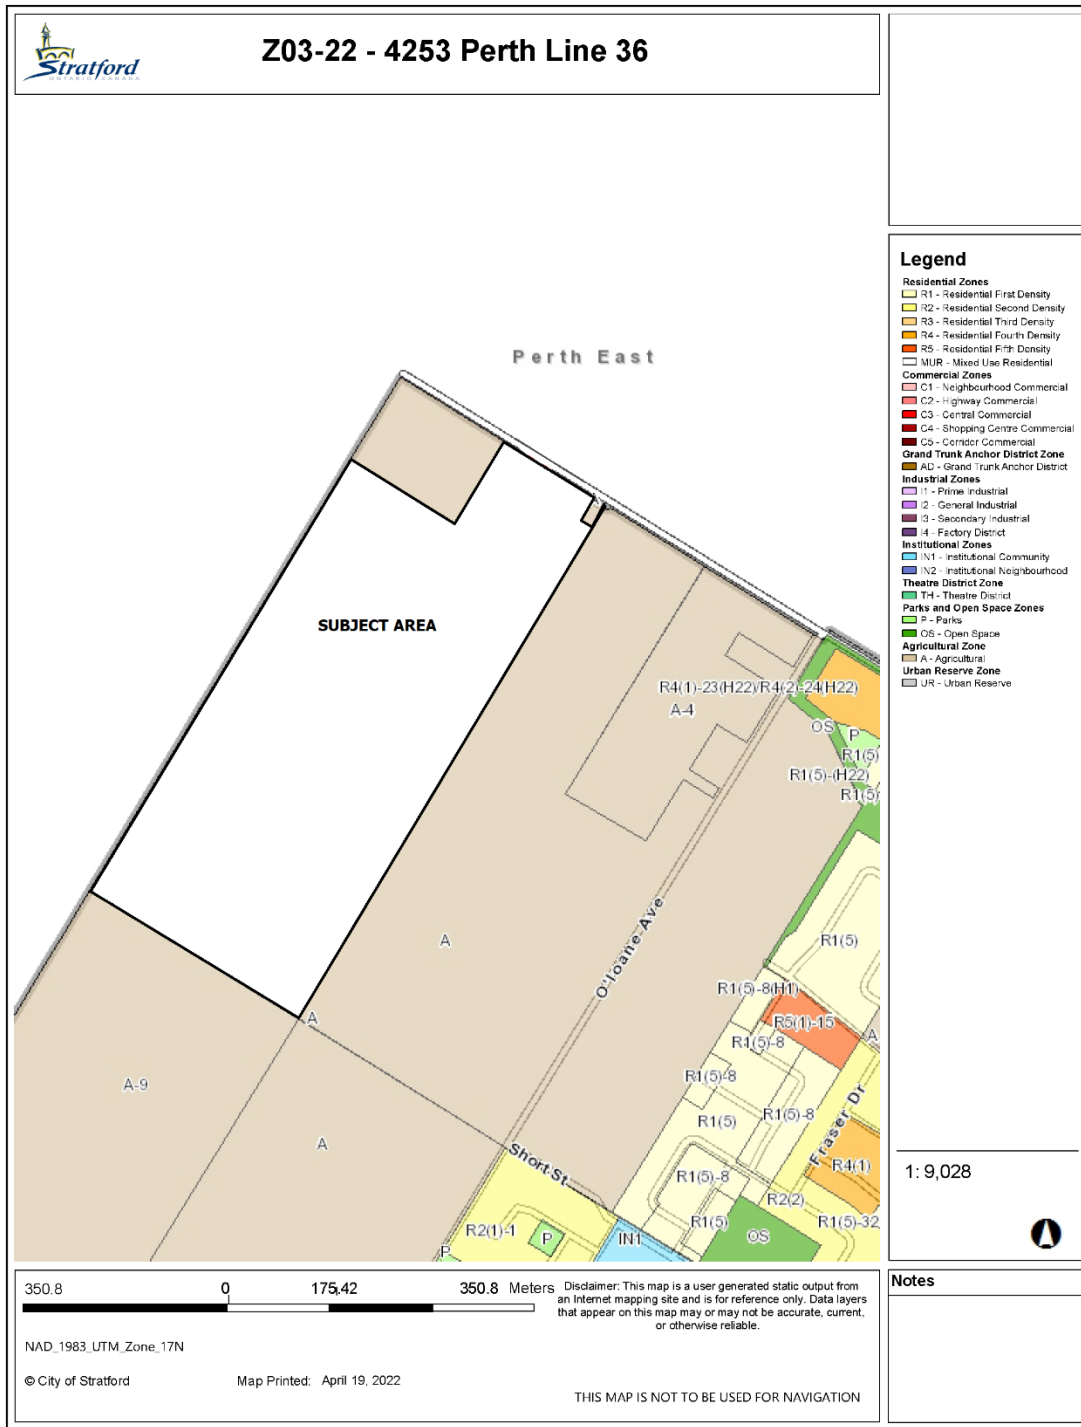 Stratford
ONTARIO CANADA
Z03-22 - 4253 Perth Line 36
Legend
Residential Zones
R1 - Residential First Density
R2 - Residential Second Density
R3 - Residential Third Density
R4 - Residential Fourth Density
R5 - Residential Fifth Density
MUR - Mixed Use Residential
Commercial Zones
C1 - Neighbourhood Commercial
C2 - Highway Commercial
C3 - Central Commercial
C4 - Shopping Centre Commercial
C5 - Corridor Commercial
Grand Trunk Anchor District Zone
AD - Grand Trunk Anchor District
Industrial Zones
I1 - Prime Industrial
I2 - General Industrial
I3 - Secondary Industrial
I4 - Factory District
Institutional Zones
IN1 - Institutional Community
IN2 - Institutional Neighbourhood
Theatre District Zone
TH - Theatre District
Parks and Open Space Zones
P - Parks
OS - Open Space
Agricultural Zone
A - Agricultural
Urban Reserve Zone
UR - Urban Reserve
Perth East
SUBJECT AREA
R4(1)-23(H22)/R4(2)-24(H22)
A-4
OS
P
R1(5)
R1(5)-(H22)
R1(5)
A
O'loane Ave
R1(5)
R1(5)-8(H1)
R5(1)-15
A
A
R1(5)-8
A-9
R1(5)-8
R1(5)-8
R1(5)
Fraser Dr
A
Short St
R4(1)
R1(5)-8
R2(2)
R2(1)-1
P
IN1
R1(5)
OS
R1(5)-32
P
1: 9,028
350.8
0
175.42
350.8 Meters
Disclaimer: This map is a user generated static output from
an Internet mapping site and is for reference only. Data layers
that appear on this map may or may not be accurate, current,
or otherwise reliable.
NAD_1983_UTM_Zone_17N
© City of Stratford
Map Printed: April 19, 2022
THIS MAP IS NOT TO BE USED FOR NAVIGATION
Notes